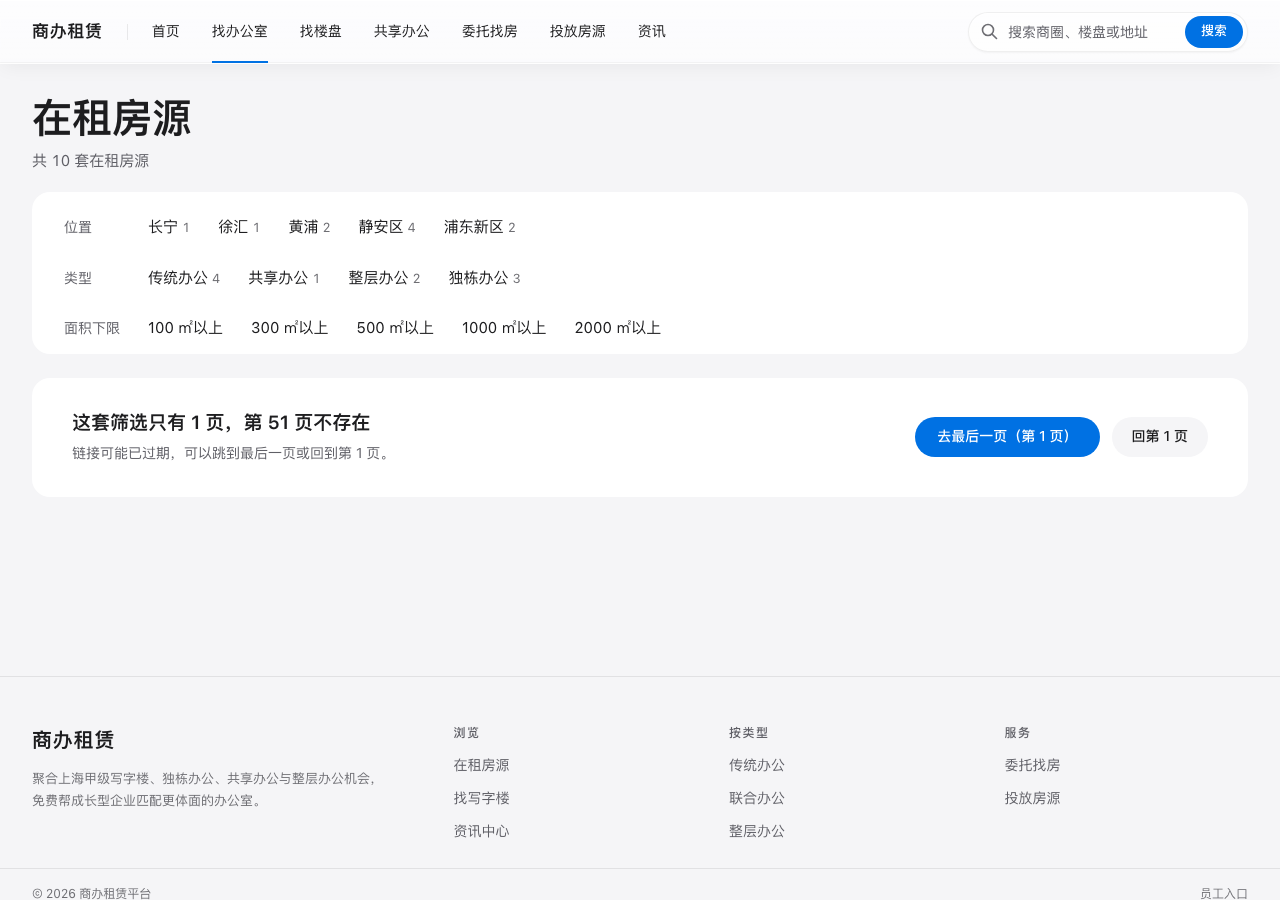 商办租赁 首页 找办公室 找楼盘 共享办公 委托找房 投放房源 资讯 搜索商圈、楼盘或地址 搜索
在租房源
共 10 套在租房源
位置 长宁 1 徐汇 1 黄浦 2 静安区 4 浦东新区 2
类型 传统办公 4 共享办公 1 整层办公 2 独栋办公 3
面积下限 100 ㎡以上 300 ㎡以上 500 ㎡以上 1000 ㎡以上 2000 ㎡以上
这套筛选只有 1 页，第 51 页不存在
链接可能已过期，可以跳到最后一页或回到第 1 页。
去最后一页（第 1 页） 回第 1 页
商办租赁
聚合上海甲级写字楼、独栋办公、共享办公与整层办公机会，
免费帮成长型企业匹配更体面的办公室。
浏览
在租房源
找写字楼
资讯中心
按类型
传统办公
联合办公
整层办公
服务
委托找房
投放房源
© 2026 商办租赁平台 员工入口